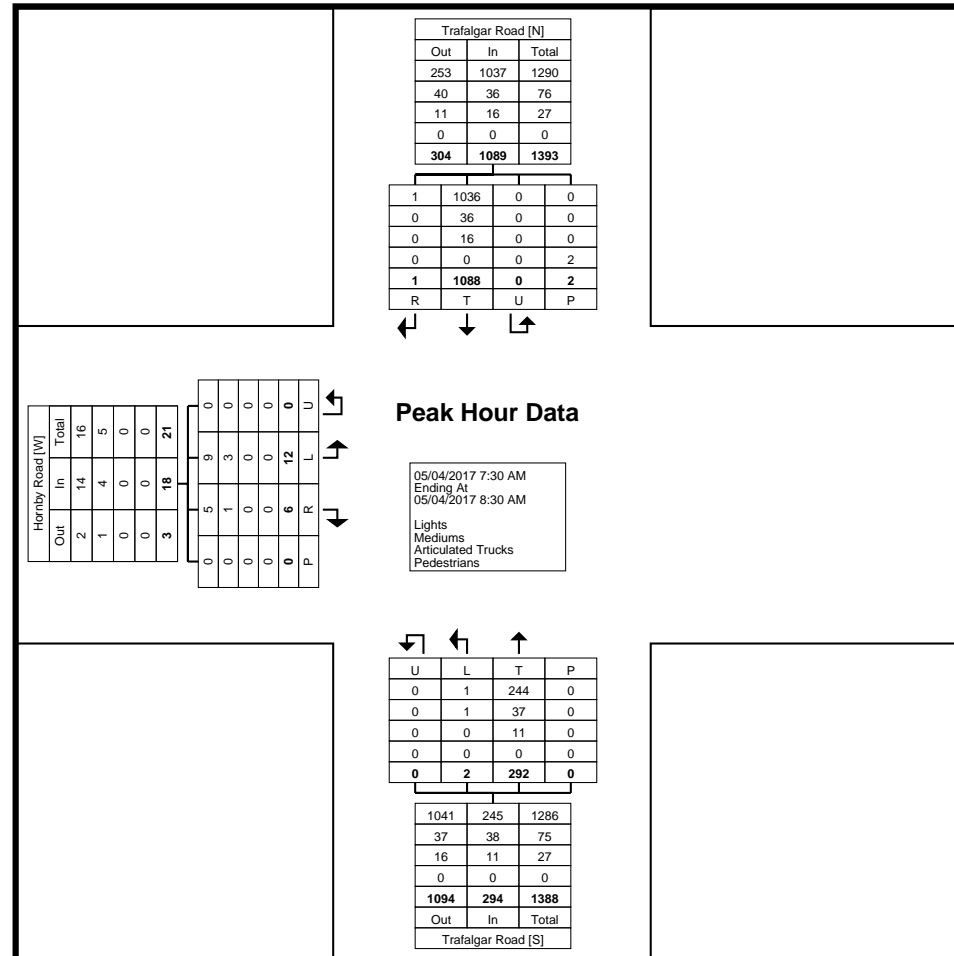 Trafalgar Road [N]
Out In Total
253 1037 1290
40 36 76
11 16 27
0 0 0
304 1089 1393
1 1036 0 0
0 36 0 0
0 16 0 0
0 0 0 2
1 1088 0 2
R T U P
Hornby Road [W]
Out In Total
2 14 16
1 4 5
0 0 0
0 0 0
3 18 21
0 5 9 0
0 1 3 0
0 0 0 0
0 0 0 0
0 6 12 0
P R L U
Peak Hour Data
05/04/2017 7:30 AM
Ending At
05/04/2017 8:30 AM
Lights
Mediums
Articulated Trucks
Pedestrians
U L T P
0 1 244 0
0 1 37 0
0 0 11 0
0 0 0 0
0 2 292 0
1041 245 1286
37 38 75
16 11 27
0 0 0
1094 294 1388
Out In Total
Trafalgar Road [S]